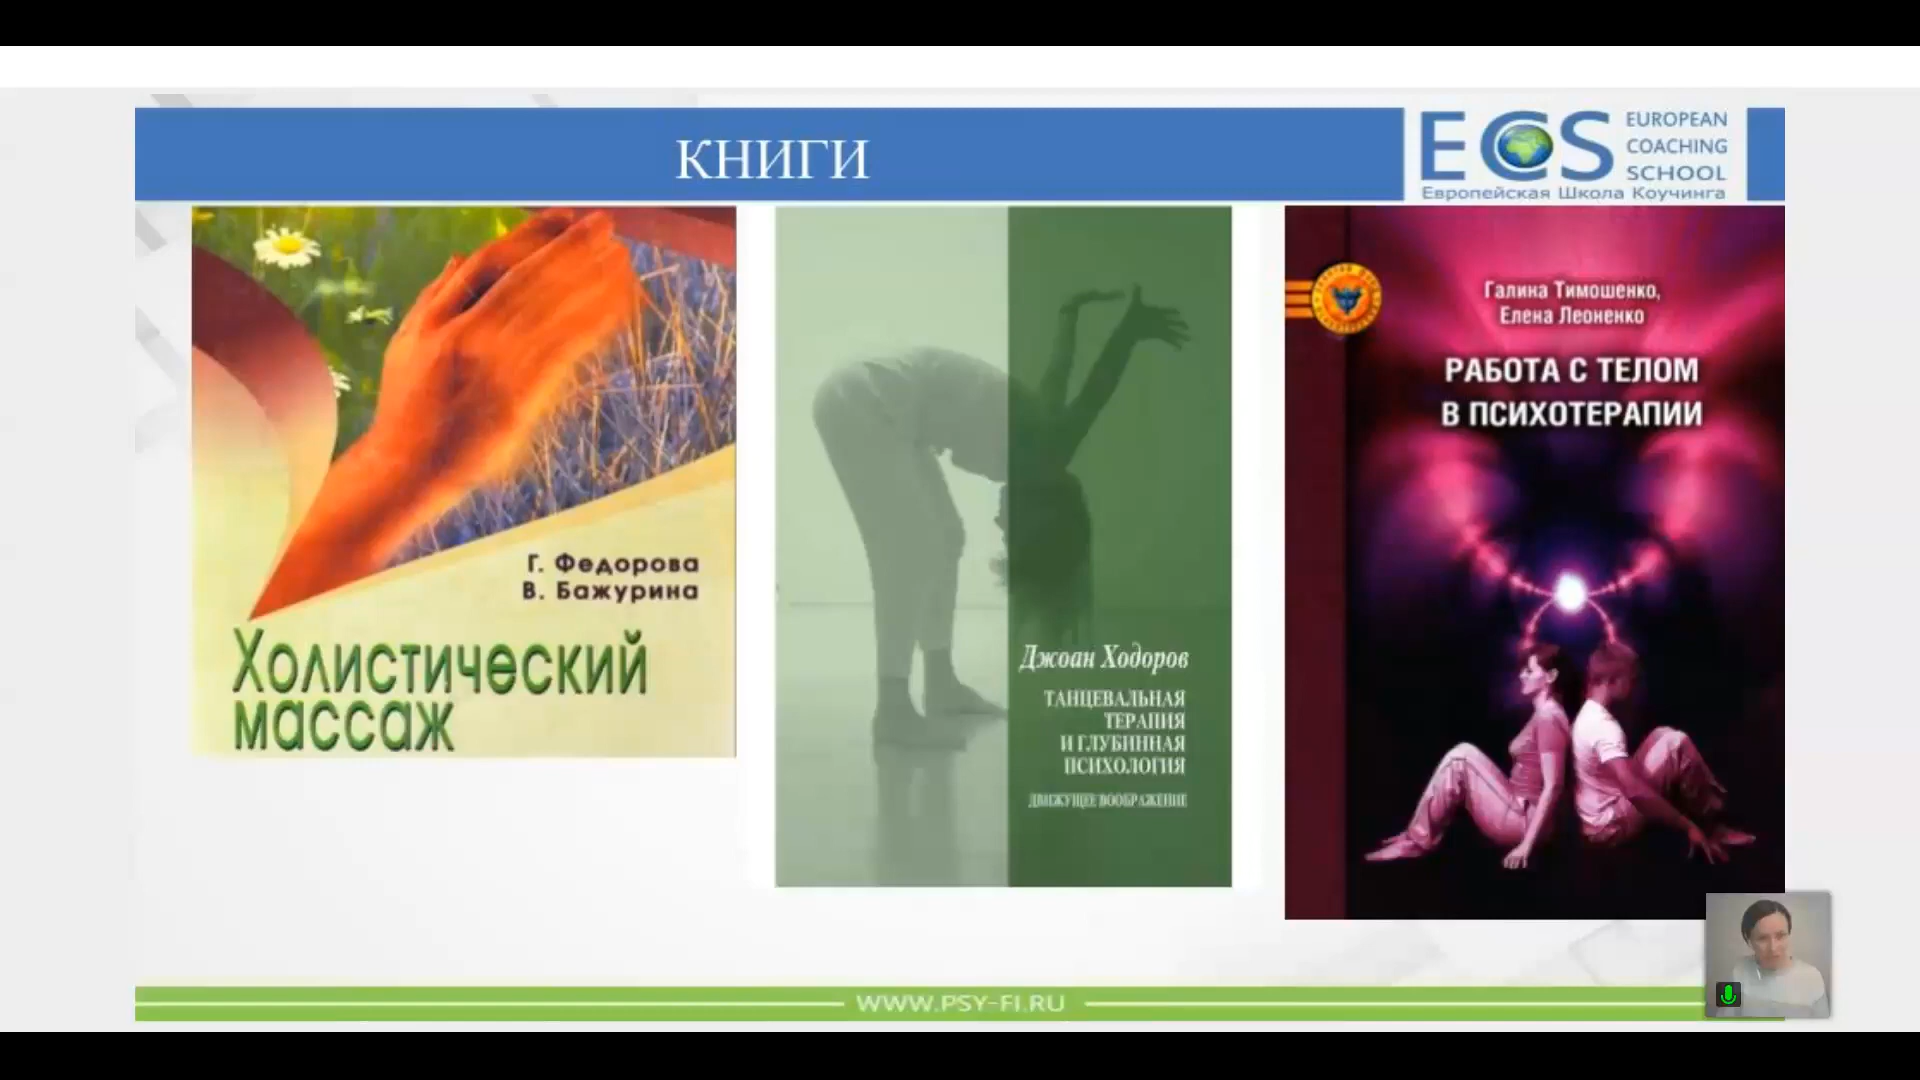 КНИГИ
ECS
EUROPEAN
COACHING
SCHOOL
Европейская Школа Коучинга
Г. Федорова
В. Бажурина
Холистический
массаж
Джоан Ходоров
ТАНЦЕВАЛЬНАЯ
ТЕРАПИЯ
И ГЛУБИННАЯ
ПСИХОЛОГИЯ
ДВИЖУЩЕЕ ВООБРАЖЕНИЕ
Галина Тимошенко,
Елена Леоненко
РАБОТА С ТЕЛОМ
В ПСИХОТЕРАПИИ
WWW.PSY-FI.RU